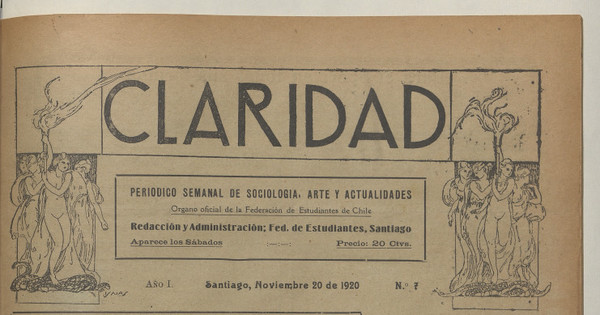 CLARIDAD
PERIODICO SEMANAL DE SOCIOLOGIA, ARTE Y ACTUALIDADES
Organo oficial de la Federación de Estudiantes de Chile
Redacción y Administración; Fed. de Estudiantes, Santiago
Aparece los Sábados Precio: 20 Ctvs.
Año I. Santiago, Noviembre 20 de 1920 N.º 7